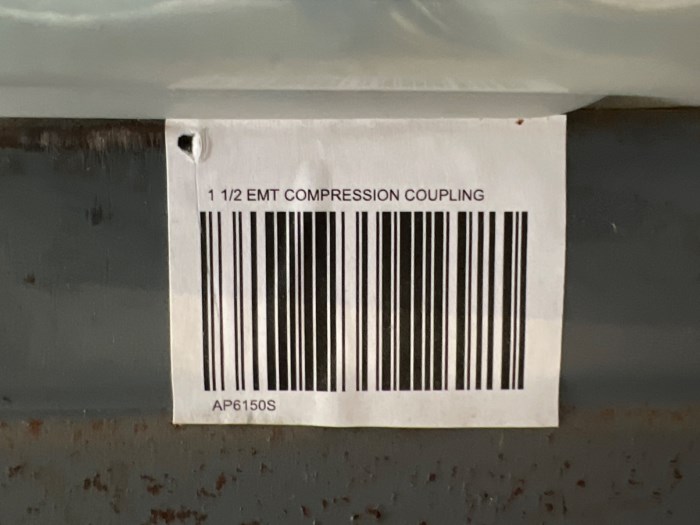 1 1/2 EMT COMPRESSION COUPLING
AP6150S